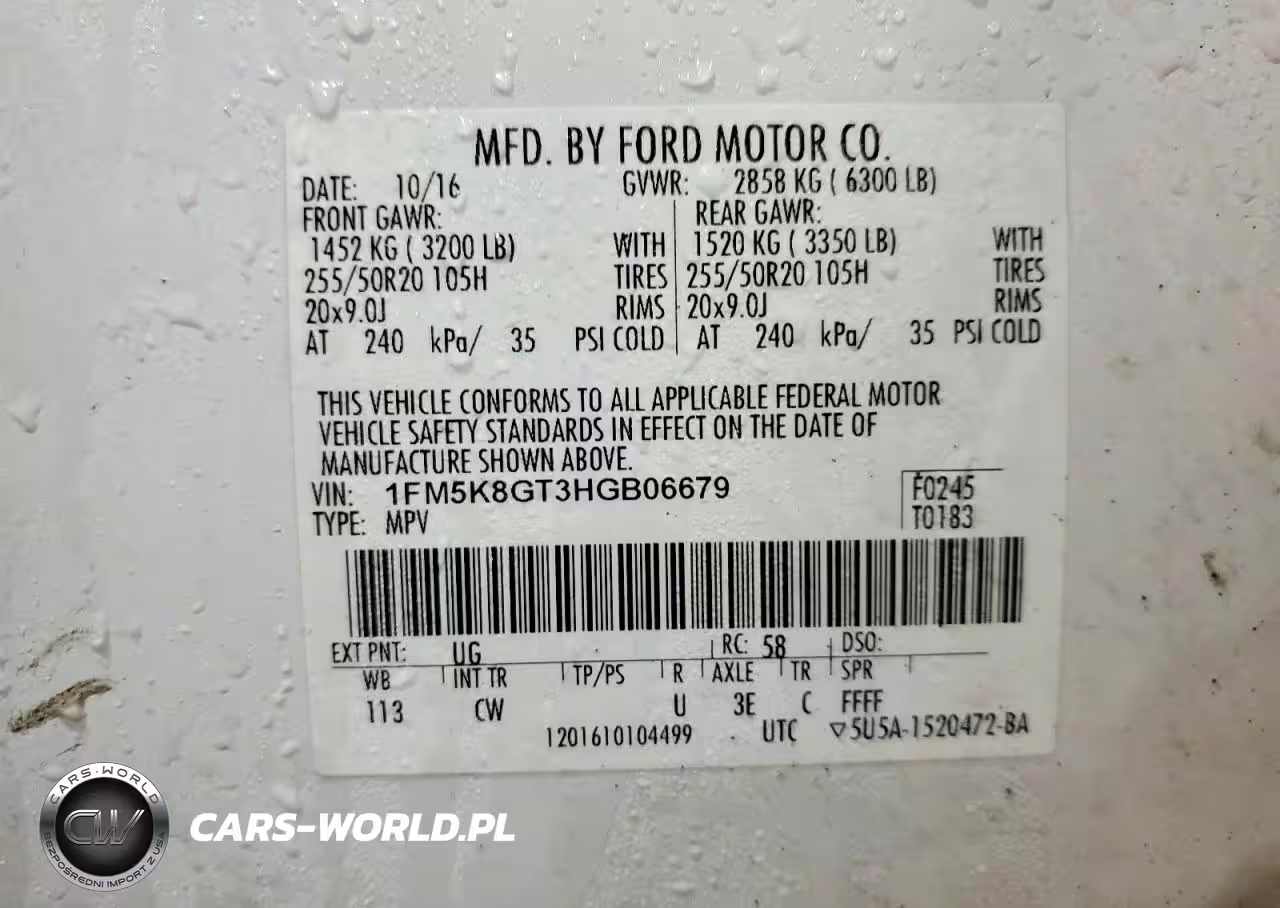 MFD. BY FORD MOTOR CO.
DATE: 10/16 GVWR: 2858 KG ( 6300 LB)
FRONT GAWR: REAR GAWR:
1452 KG ( 3200 LB) WITH 1520 KG ( 3350 LB) WITH
255/50R20 105H TIRES 255/50R20 105H TIRES
20x9.0J RIMS 20x9.0J RIMS
AT 240 kPa/ 35 PSI COLD AT 240 kPa/ 35 PSI COLD
THIS VEHICLE CONFORMS TO ALL APPLICABLE FEDERAL MOTOR
VEHICLE SAFETY STANDARDS IN EFFECT ON THE DATE OF
MANUFACTURE SHOWN ABOVE.
VIN: 1FM5K8GT3HGB06679 F0245
TYPE: MPV T0183
EXT PNT: UG RC: 58 DSO:
WB INT TR TP/PS R AXLE TR SPR
113 CW U 3E C FFFF
1201610104499 UTC ▽5U5A-1520472-BA
CARS-WORLD
CW
BEZPOŚREDNI IMPORT Z USA
CARS-WORLD.PL